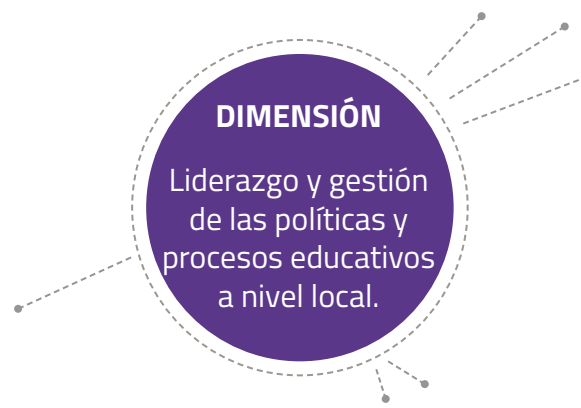 DIMENSIÓN
Liderazgo y gestión
de las políticas y
procesos educativos
a nivel local.